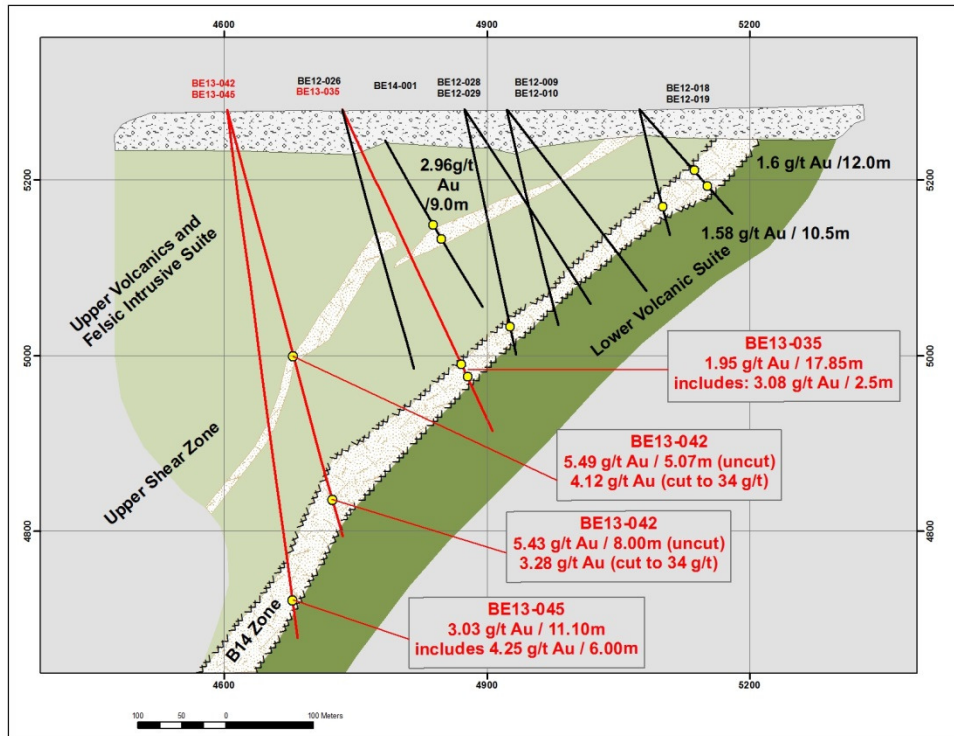 4600
4900
5200
BE13-042
BE13-045
BE12-026
BE13-035
BE14-001
BE12-028
BE12-029
BE12-009
BE12-010
BE12-018
BE12-019
5200
5200
2.96g/t
Au
/9.0m
1.6 g/t Au /12.0m
1.58 g/t Au / 10.5m
Upper Volcanics and
Felsic Intrusive Suite
Lower Volcanic Suite
5000
5000
BE13-035
1.95 g/t Au / 17.85m
includes: 3.08 g/t Au / 2.5m
BE13-042
5.49 g/t Au / 5.07m (uncut)
4.12 g/t Au (cut to 34 g/t)
Upper Shear Zone
4800
4800
BE13-042
5.43 g/t Au / 8.00m (uncut)
3.28 g/t Au (cut to 34 g/t)
BE13-045
3.03 g/t Au / 11.10m
includes 4.25 g/t Au / 6.00m
B14 Zone
4600
4900
5200
100 50 0 100 Meters